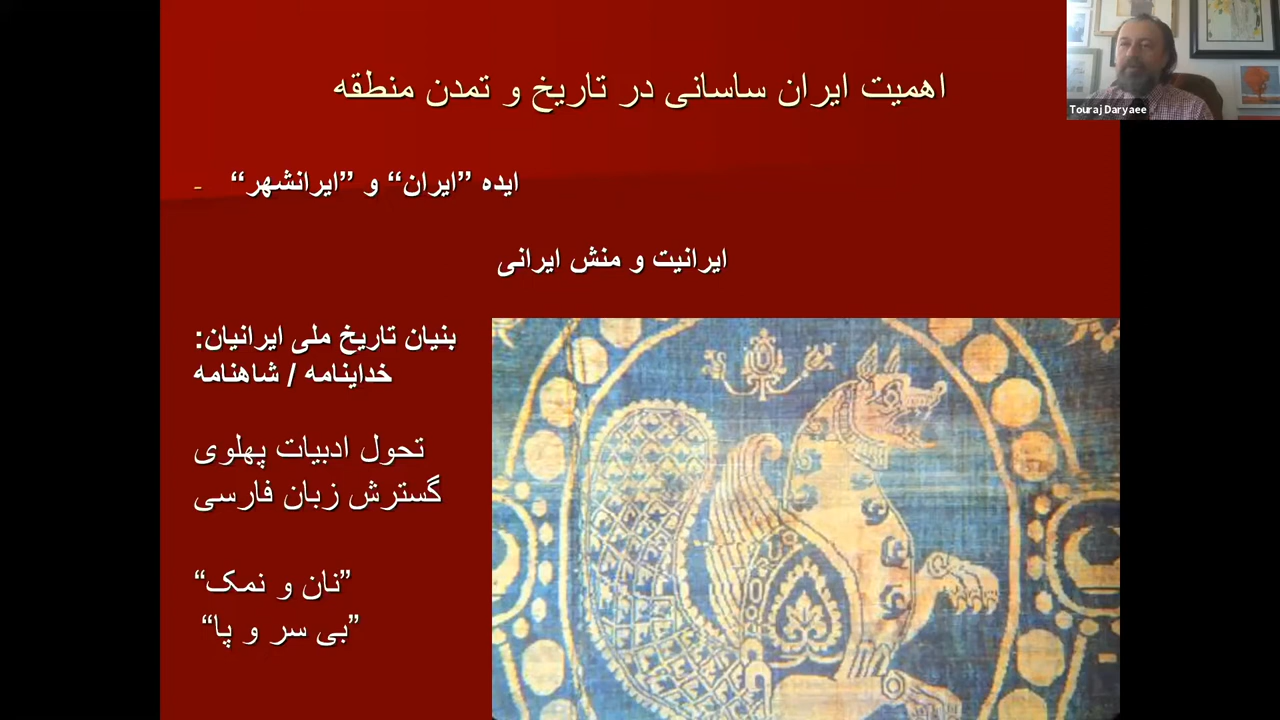 اهمیت ایران ساسانی در تاریخ و تمدن منطقه
Touraj Daryaee
- ایده ”ایران“ و ”ایرانشهر“
ایرانیت و منش ایرانی
بنیان تاریخ ملی ایرانیان:
خداینامه / شاهنامه
تحول ادبیات پهلوی
گسترش زبان فارسی
”نان و نمک“
”بی سر و پا“